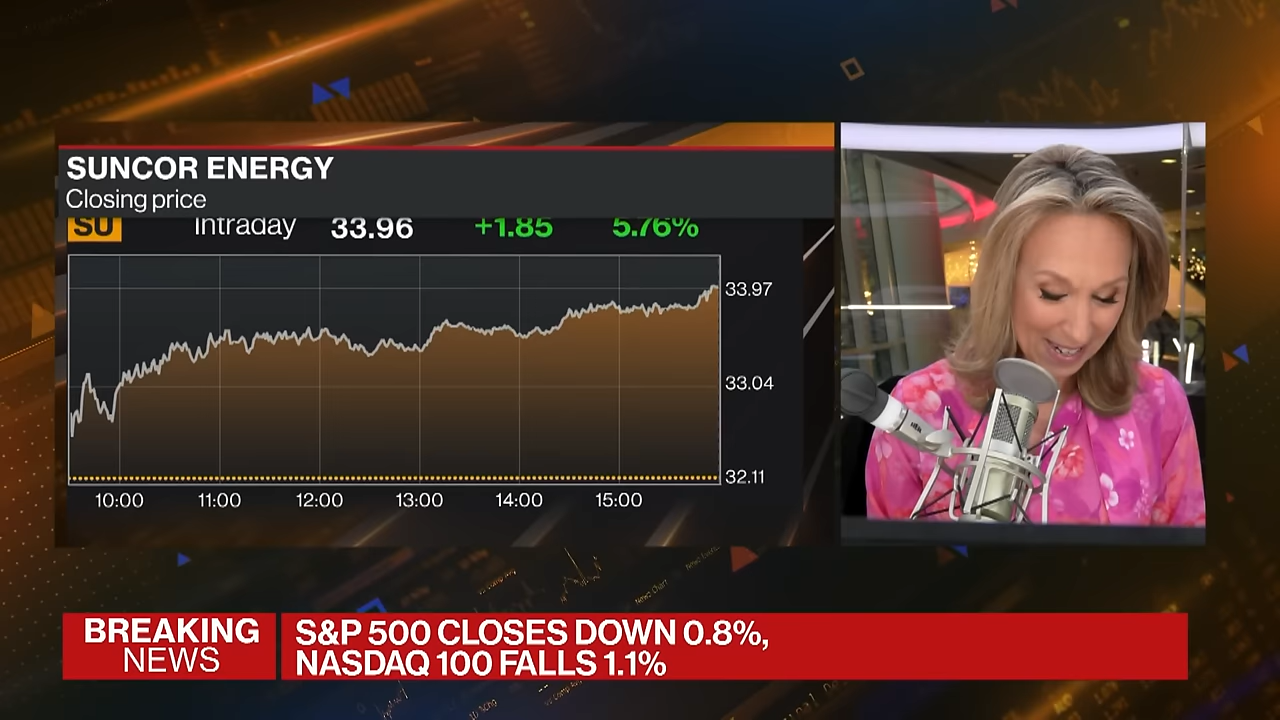 SUNCOR ENERGY
Closing price
SU Intraday 33.96 +1.85 5.76%
33.97
33.04
32.11
10:00 11:00 12:00 13:00 14:00 15:00
BREAKING
NEWS
S&P 500 CLOSES DOWN 0.8%,
NASDAQ 100 FALLS 1.1%